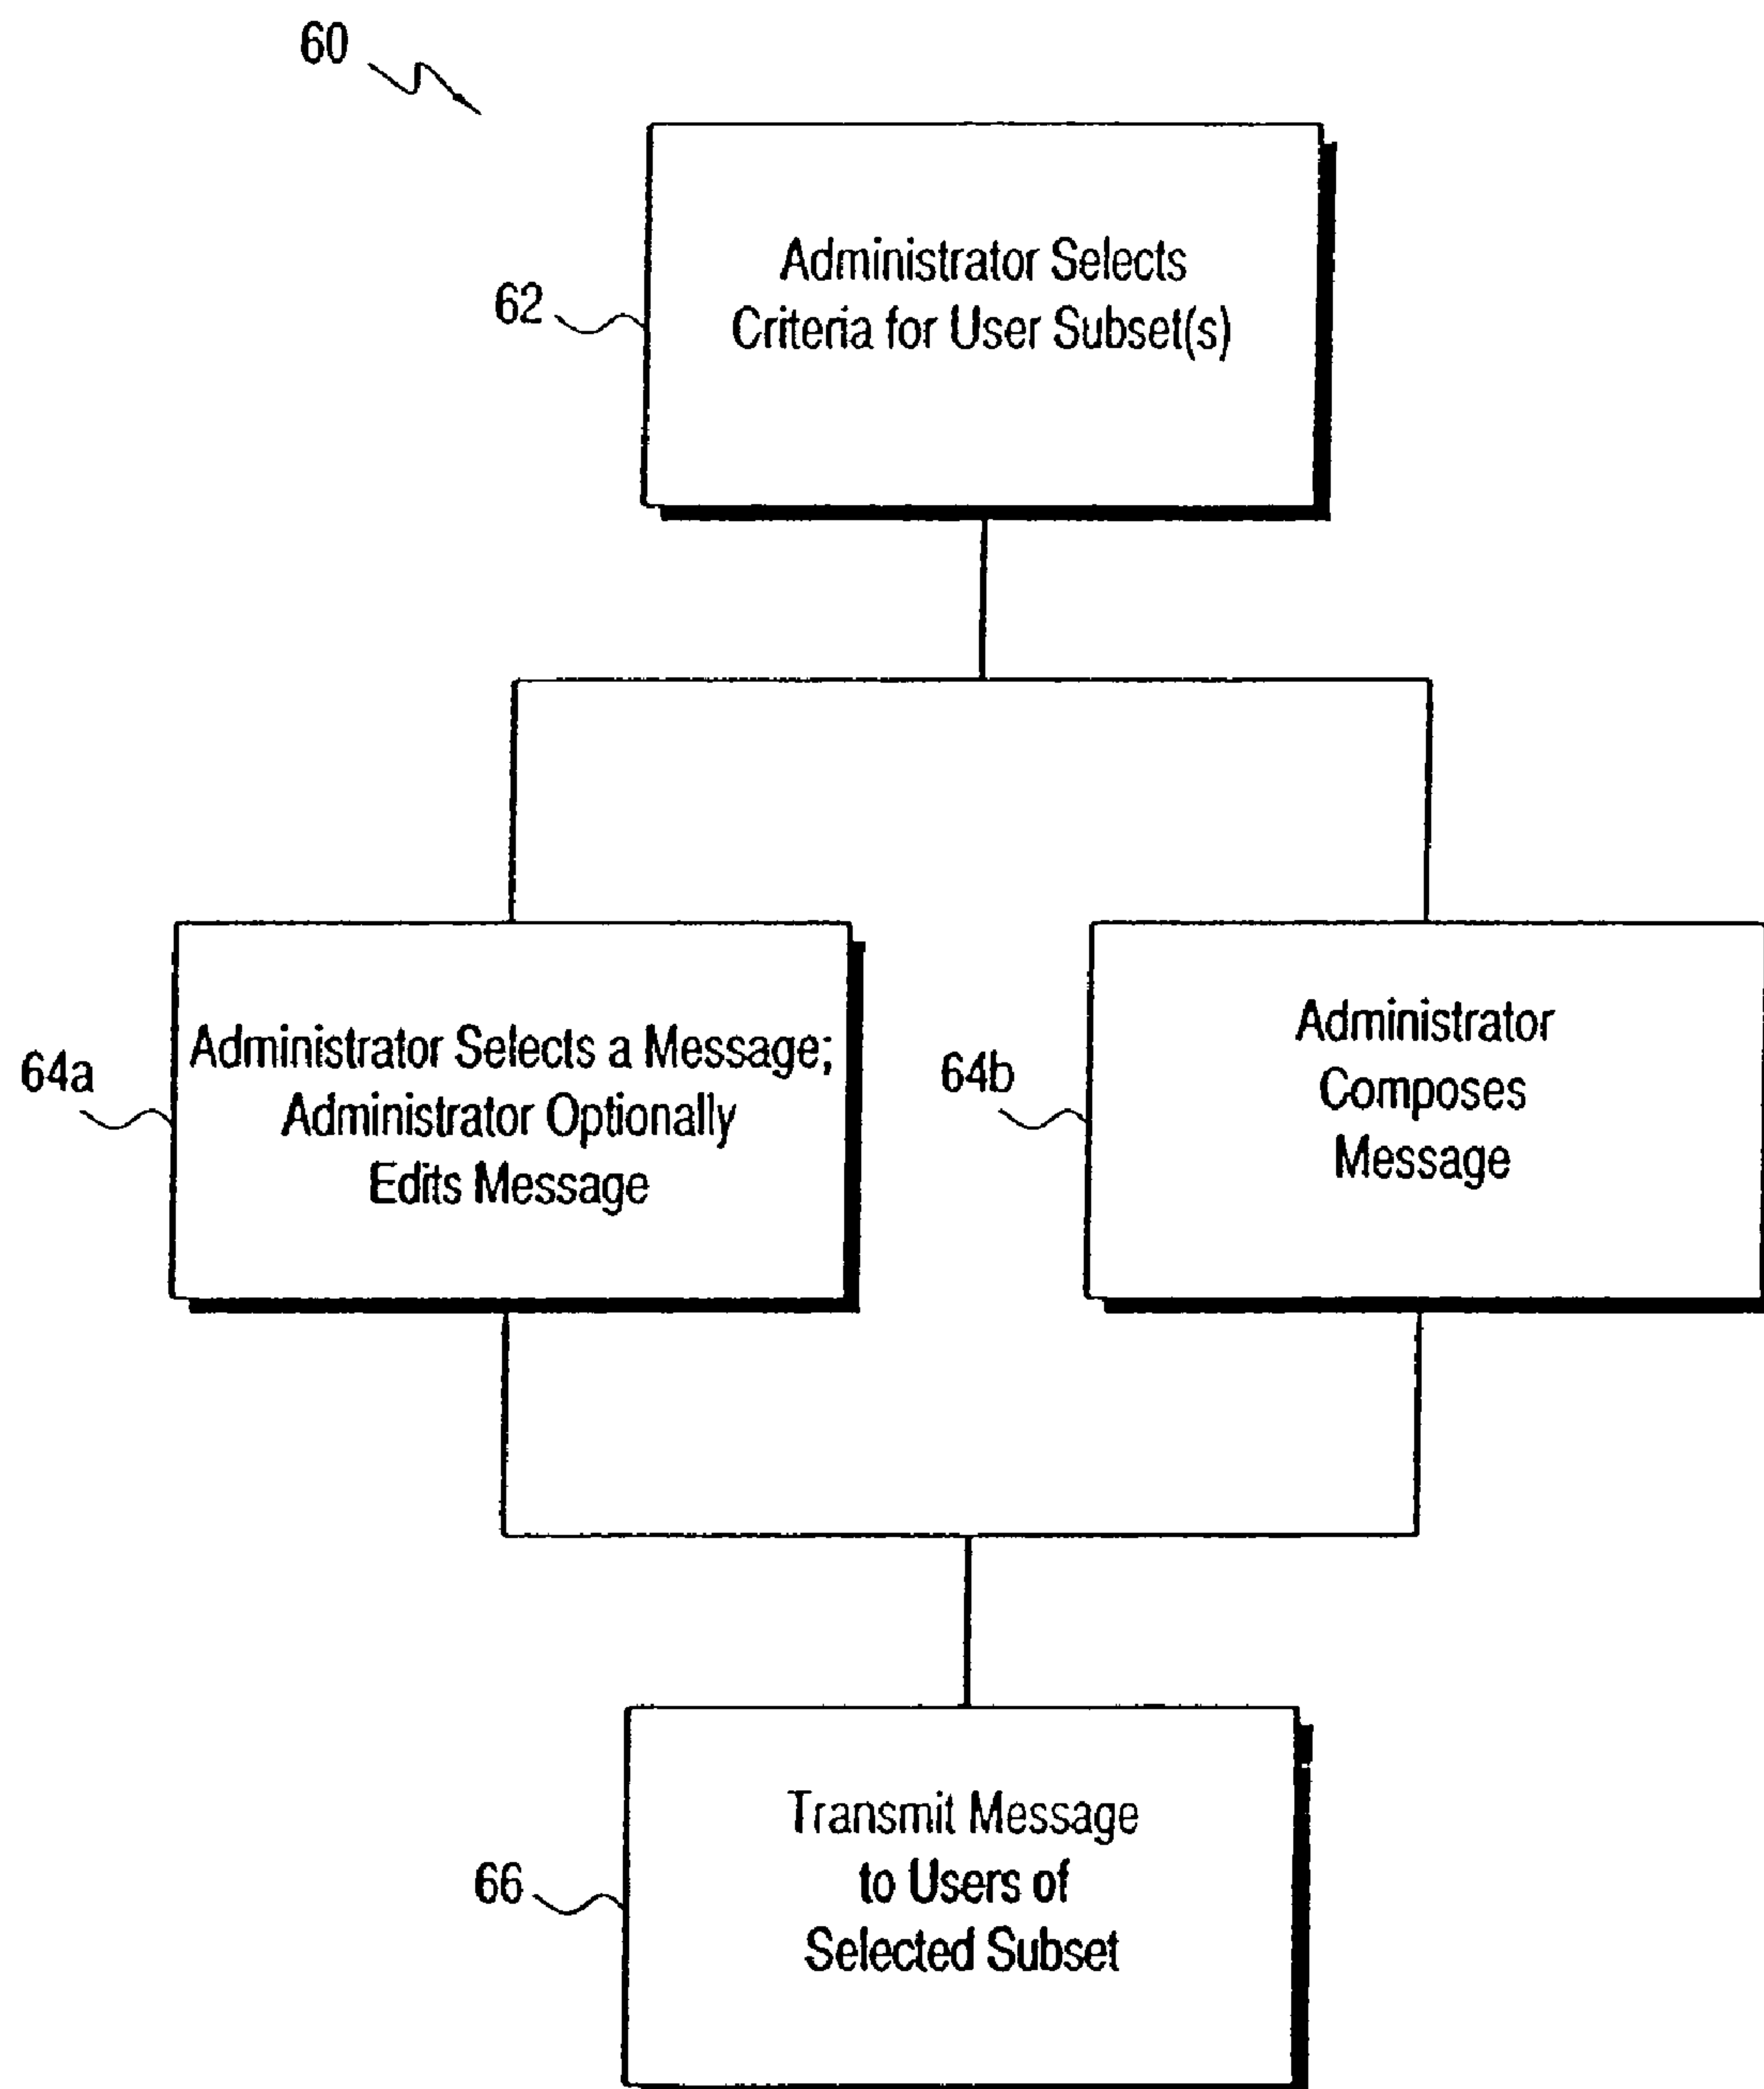 60
Administrator Selects
Criteria for User Subset(s)
62
Administrator Selects a Message;
Administrator Optionally
Edits Message
64a
Administrator
Composes
Message
64b
Transmit Message
to Users of
Selected Subset
66